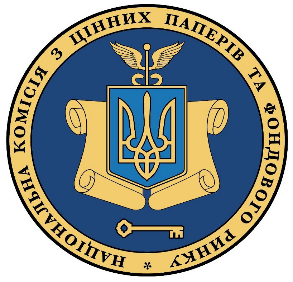 НАЦІОНАЛЬНА КОМІСІЯ З ЦІННИХ ПАПЕРІВ ТА ФОНДОВОГО РИНКУ *